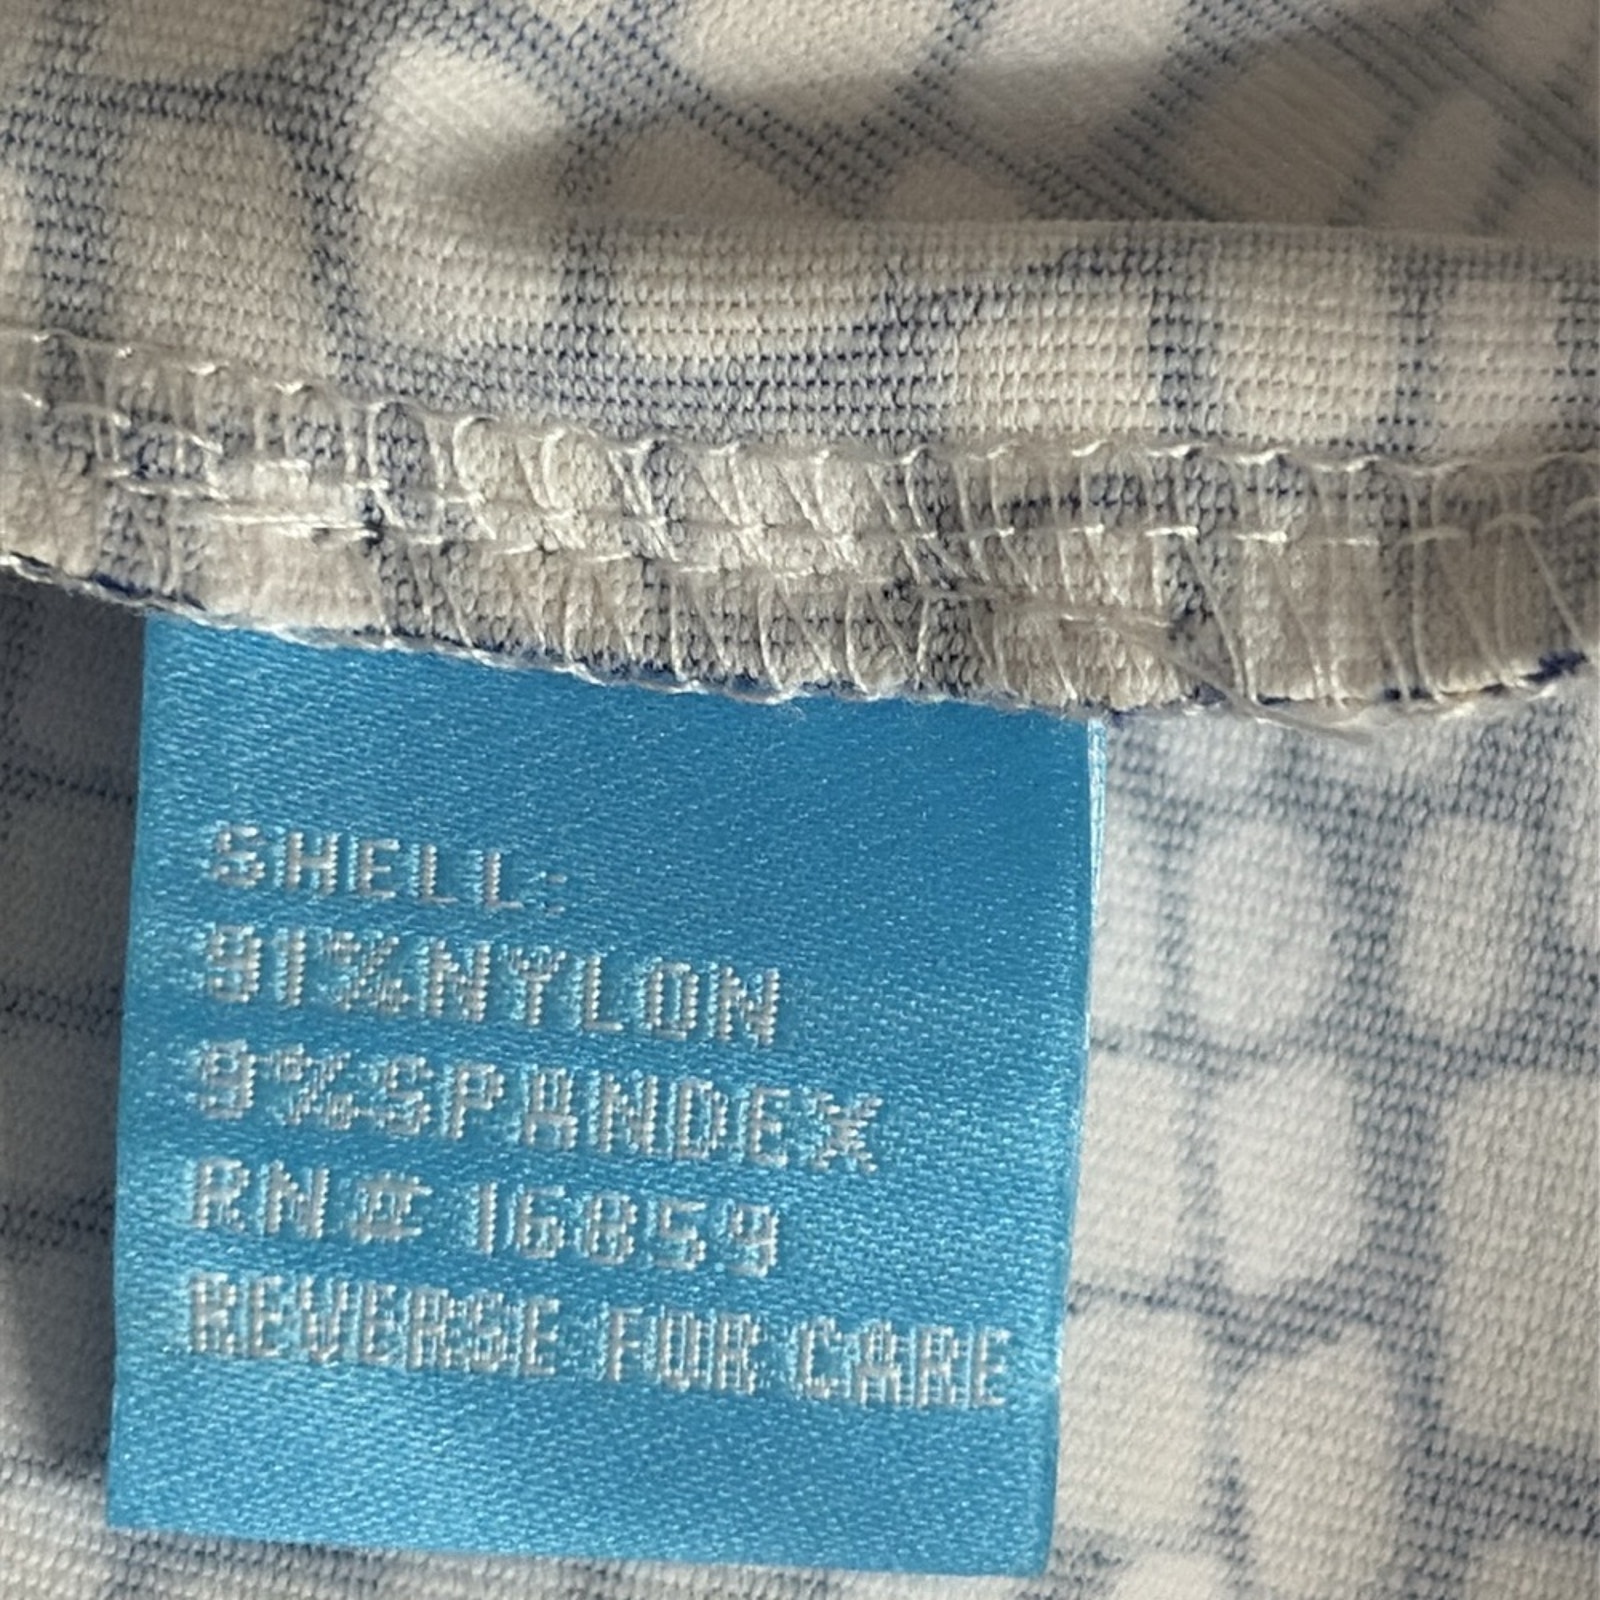 SHELL:
91%NYLON
9%SPANDEX
RN# 16859
REVERSE FOR CARE